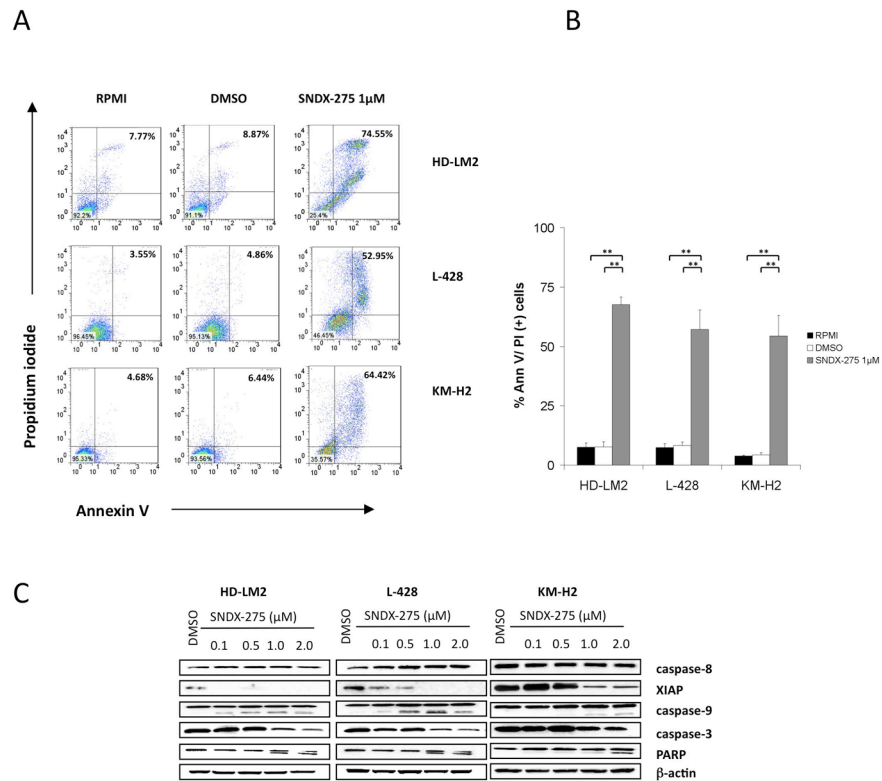 A
B
RPMI
DMSO
SNDX-275 1µM
10⁴
10³
10²
10¹
10⁰
7.77%
92.2%
8.87%
91.1%
74.55%
25.4%
HD-LM2
3.55%
96.45%
4.86%
95.13%
52.95%
46.45%
L-428
4.68%
95.33%
6.44%
93.56%
64.42%
35.57%
KM-H2
Propidium iodide
Annexin V
% Ann V/ PI (+) cells
100
75
50
25
0
** ** **
** ** **
RPMI
DMSO
SNDX-275 1µM
HD-LM2 L-428 KM-H2
C
HD-LM2 L-428 KM-H2
DMSO SNDX-275 (µM) DMSO SNDX-275 (µM) DMSO SNDX-275 (µM)
0.1 0.5 1.0 2.0 0.1 0.5 1.0 2.0 0.1 0.5 1.0 2.0
caspase-8
XIAP
caspase-9
caspase-3
PARP
β-actin